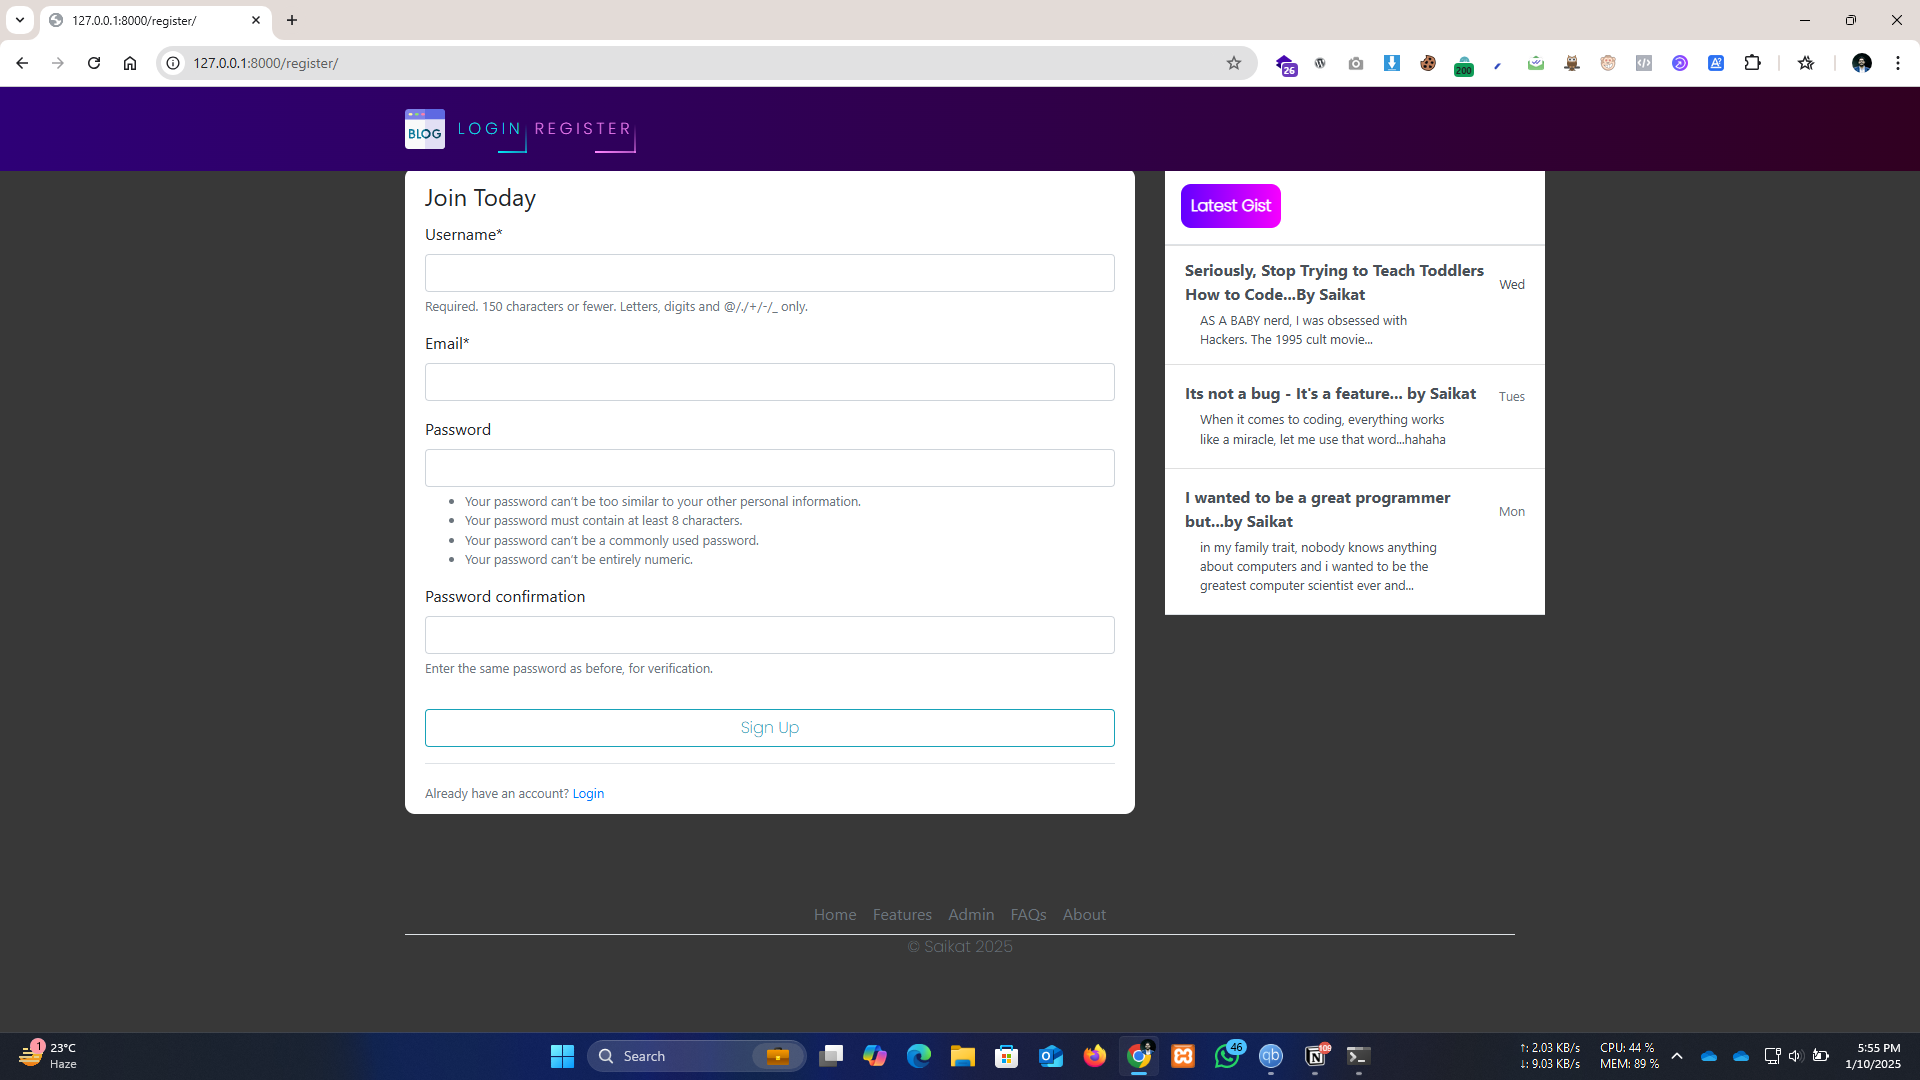 127.0.0.1:8000/register/
127.0.0.1:8000/register/
26
200
BLOG
LOGIN REGISTER
Join Today
Username*
Required. 150 characters or fewer. Letters, digits and @/./+/-/_ only.
Email*
Password
Your password can't be too similar to your other personal information.
Your password must contain at least 8 characters.
Your password can't be a commonly used password.
Your password can't be entirely numeric.
Password confirmation
Enter the same password as before, for verification.
Sign Up
Already have an account? Login
Latest Gist
Seriously, Stop Trying to Teach Toddlers
How to Code...By Saikat
Wed
AS A BABY nerd, I was obsessed with
Hackers. The 1995 cult movie...
Its not a bug - It's a feature... by Saikat
Tues
When it comes to coding, everything works
like a miracle, let me use that word...hahaha
I wanted to be a great programmer
but...by Saikat
Mon
in my family trait, nobody knows anything
about computers and i wanted to be the
greatest computer scientist ever and...
Home Features Admin FAQs About
© Saikat 2025
1
23°C
Haze
Search
46
qb
109
↑: 2.03 KB/s
↓: 9.03 KB/s
CPU: 44 %
MEM: 89 %
5:55 PM
1/10/2025